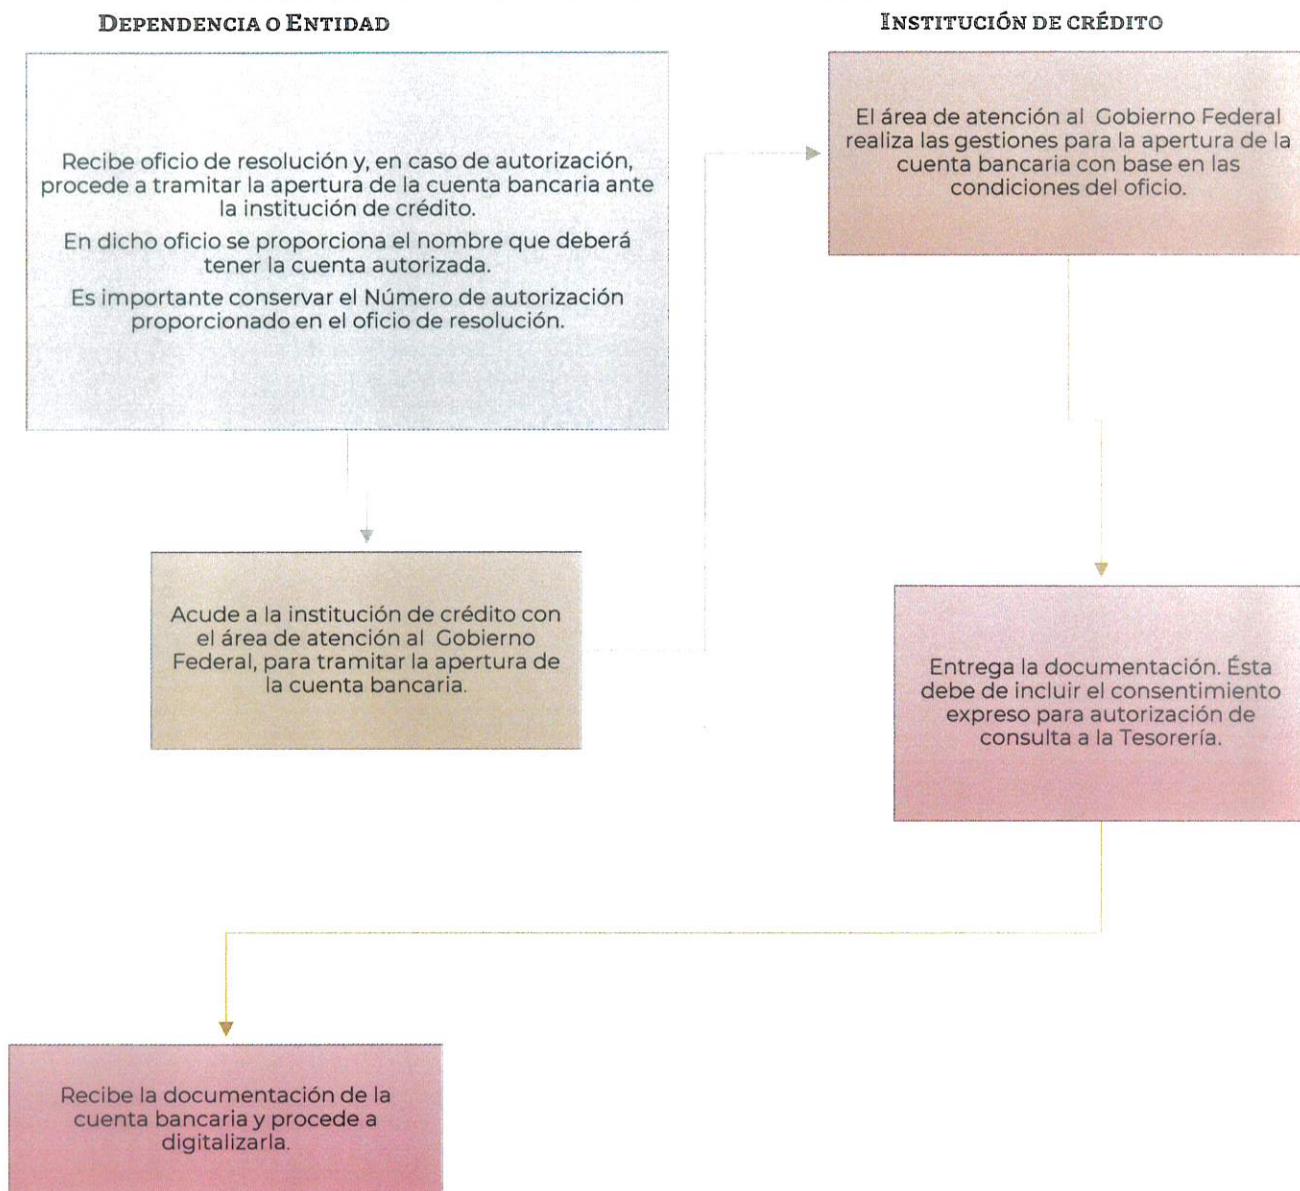 DEPENDENCIA O ENTIDAD
INSTITUCIÓN DE CRÉDITO
Recibe oficio de resolución y, en caso de autorización,
procede a tramitar la apertura de la cuenta bancaria ante
la institución de crédito.
En dicho oficio se proporciona el nombre que deberá
tener la cuenta autorizada.
Es importante conservar el Número de autorización
proporcionado en el oficio de resolución.
El área de atención al Gobierno Federal
realiza las gestiones para la apertura de la
cuenta bancaria con base en las
condiciones del oficio.
Acude a la institución de crédito con
el área de atención al Gobierno
Federal, para tramitar la apertura de
la cuenta bancaria.
Entrega la documentación. Ésta
debe de incluir el consentimiento
expreso para autorización de
consulta a la Tesorería.
Recibe la documentación de la
cuenta bancaria y procede a
digitalizarla.